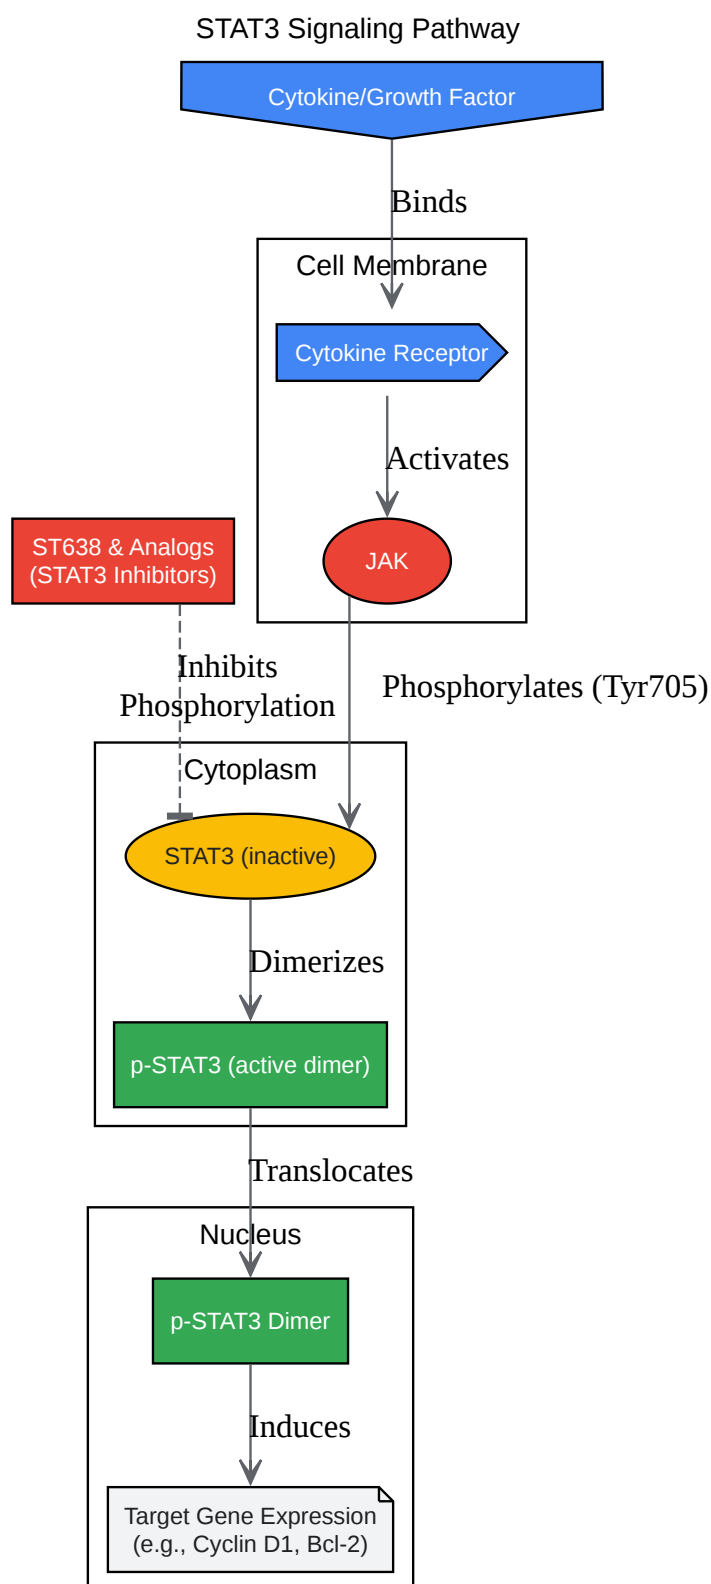 STAT3 Signaling Pathway
Cytokine/Growth Factor
Binds
Cell Membrane
Cytokine Receptor
Activates
ST638 & Analogs
(STAT3 Inhibitors)
JAK
Inhibits
Phosphorylation
Phosphorylates (Tyr705)
Cytoplasm
STAT3 (inactive)
Dimerizes
p-STAT3 (active dimer)
Translocates
Nucleus
p-STAT3 Dimer
Induces
Target Gene Expression
(e.g., Cyclin D1, Bcl-2)